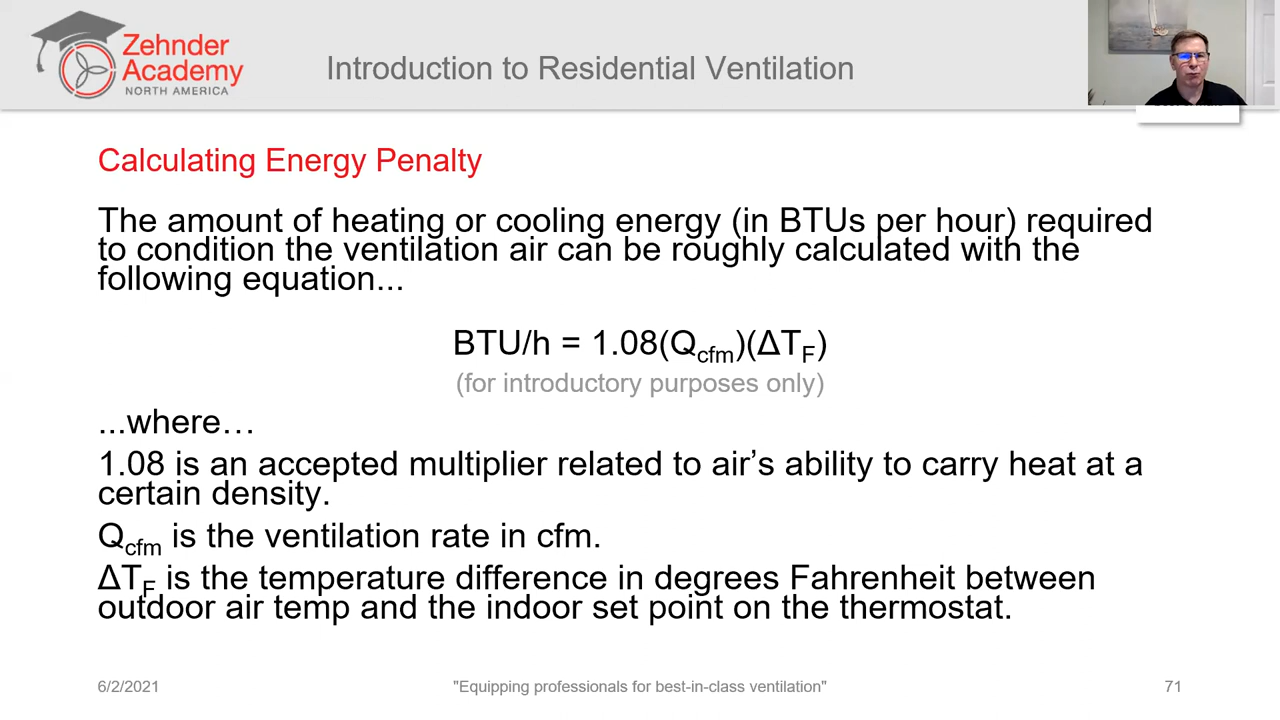 Zehnder
Academy
NORTH AMERICA
Introduction to Residential Ventilation
Calculating Energy Penalty
The amount of heating or cooling energy (in BTUs per hour) required
to condition the ventilation air can be roughly calculated with the
following equation...
BTU/h = 1.08(Qcfm)(ΔTF)
(for introductory purposes only)
...where…
1.08 is an accepted multiplier related to air’s ability to carry heat at a
certain density.
Qcfm is the ventilation rate in cfm.
ΔTF is the temperature difference in degrees Fahrenheit between
outdoor air temp and the indoor set point on the thermostat.
6/2/2021
"Equipping professionals for best-in-class ventilation"
71